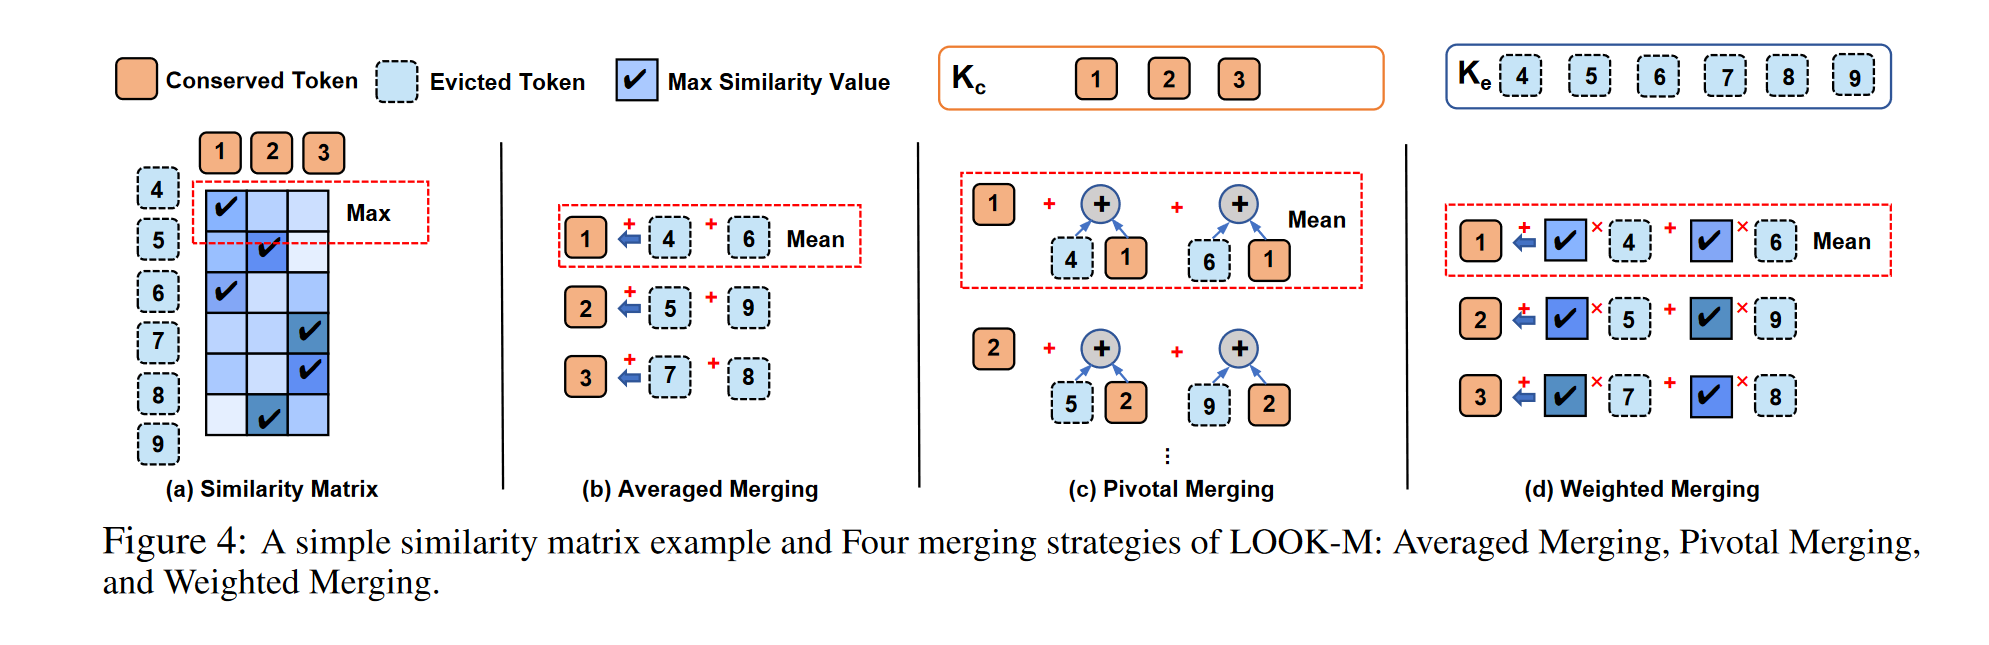 Conserved Token Evicted Token ✔ Max Similarity Value
Kc 1 2 3
Ke 4 5 6 7 8 9
1 2 3
4 ✔ Max
5 ✔
6 ✔
7 ✔
8 ✔
9 ✔
(a) Similarity Matrix
1 + 4 + 6 Mean
2 + 5 + 9
3 + 7 + 8
(b) Averaged Merging
1 + + + + Mean
4 1 6 1
2 + + + +
5 2 9 2
⋮
(c) Pivotal Merging
1 + ✔ × 4 + ✔ × 6 Mean
2 + ✔ × 5 + ✔ × 9
3 + ✔ × 7 + ✔ × 8
(d) Weighted Merging
Figure 4: A simple similarity matrix example and Four merging strategies of LOOK-M: Averaged Merging, Pivotal Merging,
and Weighted Merging.